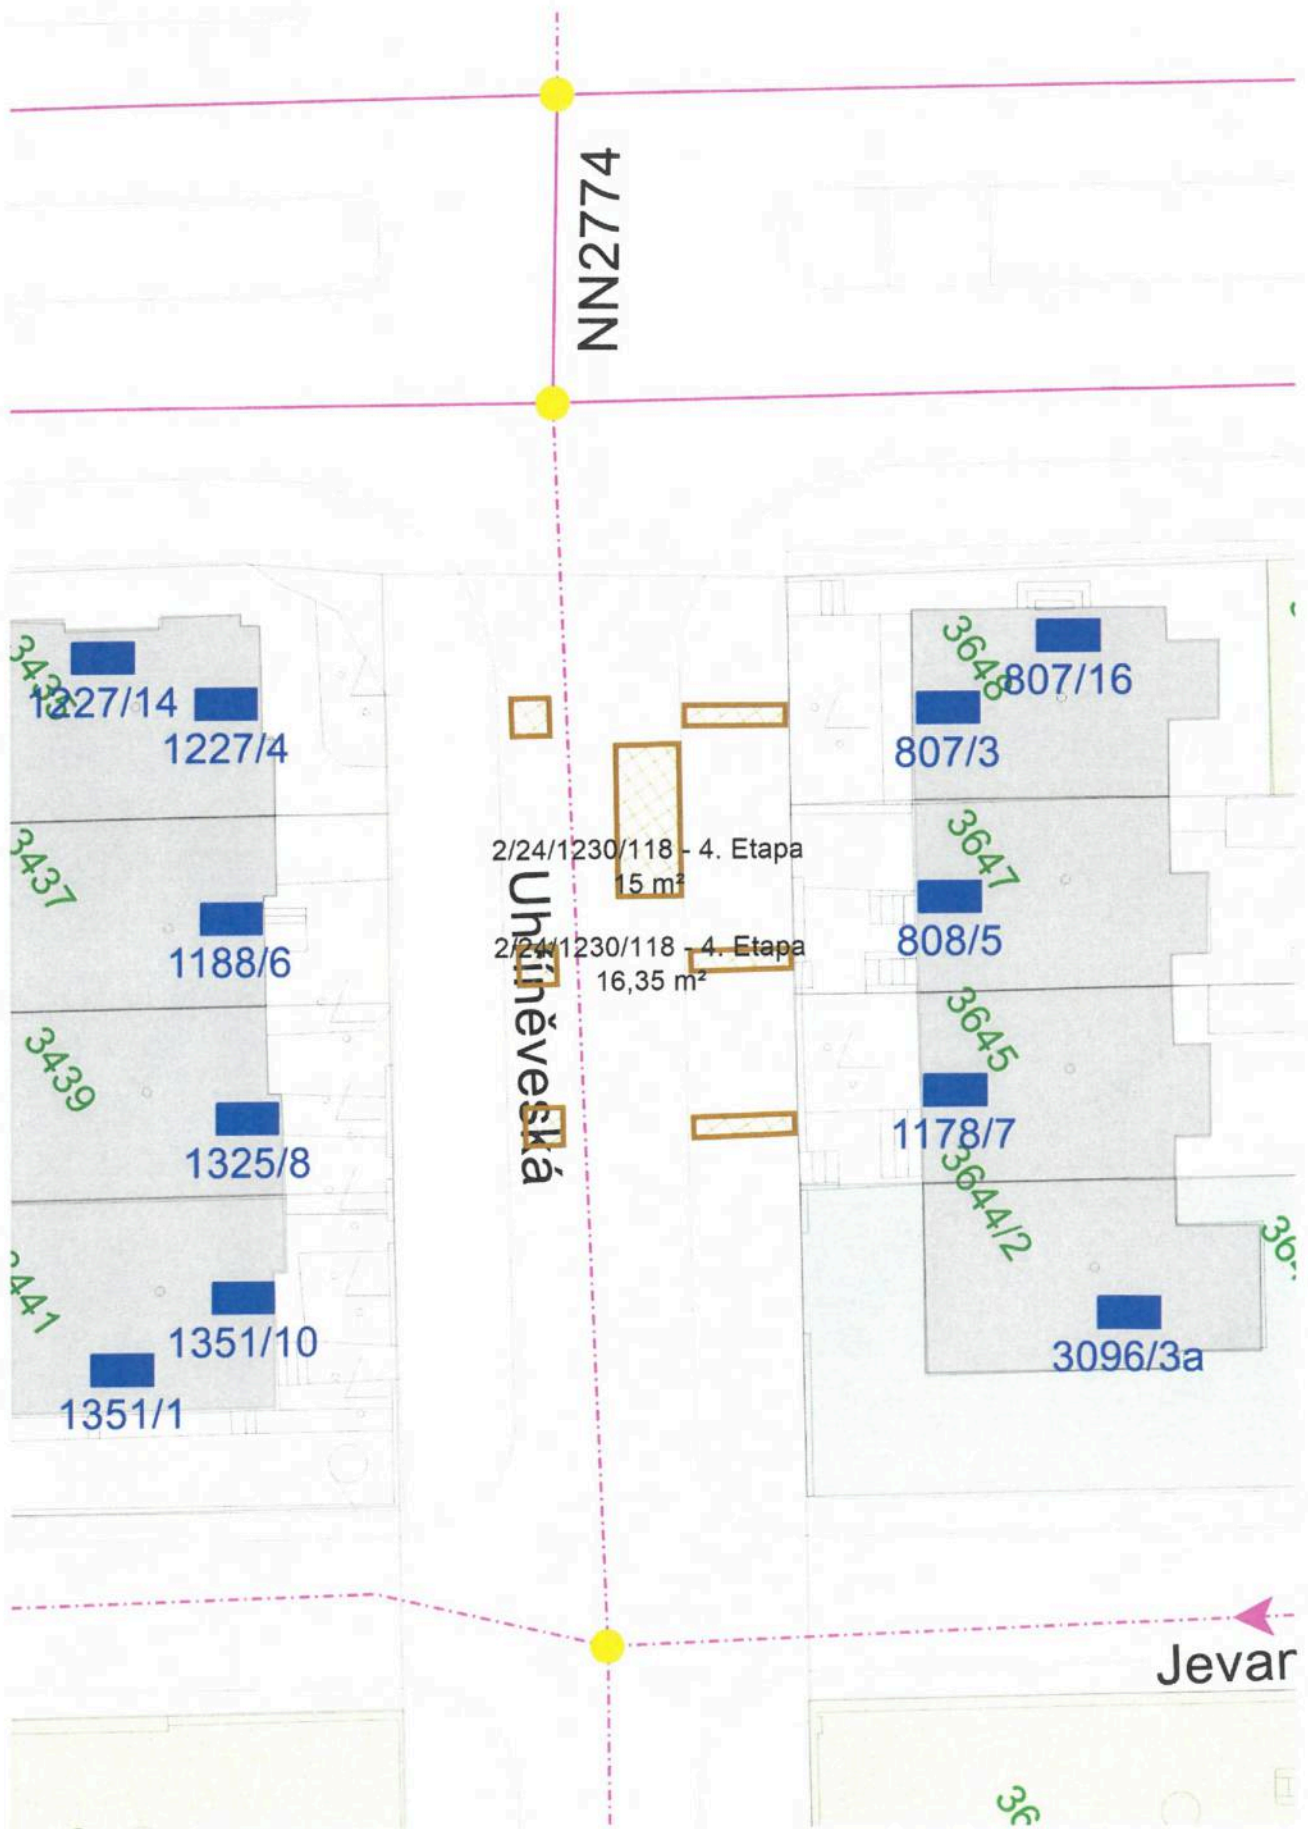 NN2774
3648
807/16
1227/14
1227/4
807/3
3437
3647
2/24/1230/118 - 4. Etapa
15 m²
Uhříněveská
1188/6
808/5
2/24/1230/118 - 4. Etapa
16,35 m²
3439
3645
1325/8
1178/7
3644/2
1351/10
3096/3a
1351/1
Jevar
36